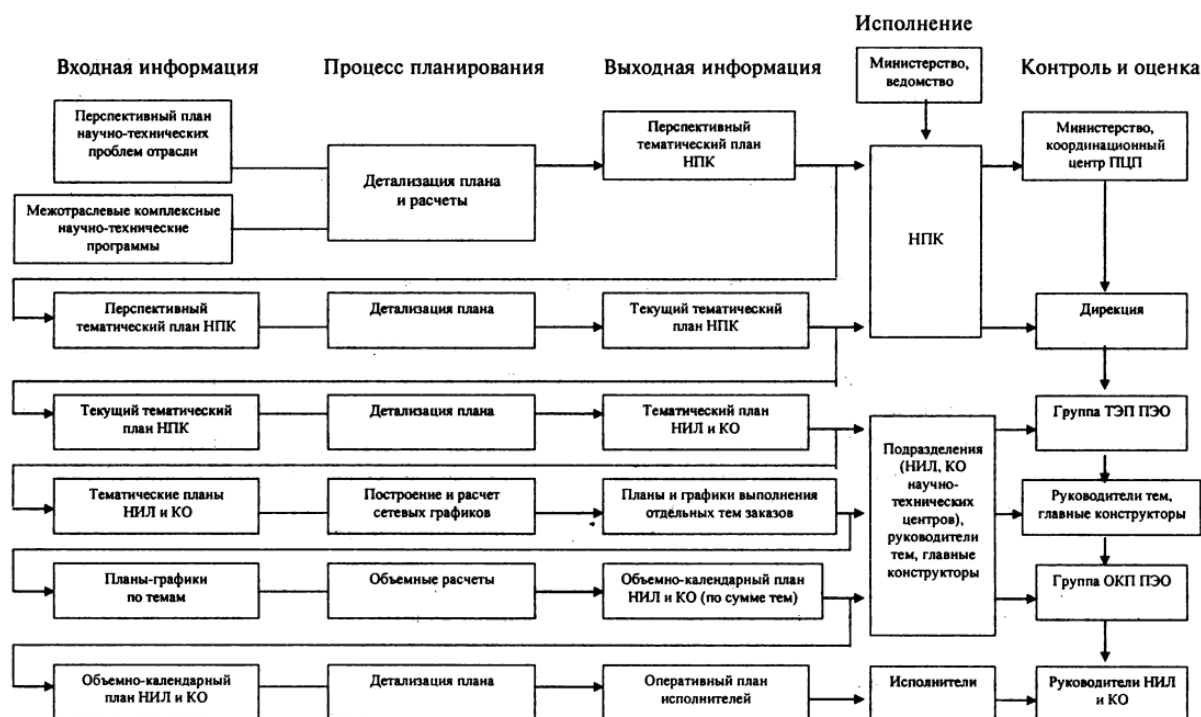 Исполнение
Входная информация
Процесс планирования
Выходная информация
Министерство,
ведомство
Контроль и оценка
Перспективный план
научно-технических
проблем отрасли
Межотраслевые комплексные
научно-технические
программы
Детализация плана
и расчеты
Перспективный
тематический план
НПК
НПК
Министерство,
координационный
центр ПЦП
Перспективный
тематический план НПК
Детализация плана
Текущий тематический
план НПК
Дирекция
Текущий тематический
план НПК
Детализация плана
Тематический план
НИЛ и КО
Подразделения
(НИЛ, КО
научно-
технических
центров),
руководители
тем, главные
конструкторы
Группа ТЭП ПЭО
Тематические планы
НИЛ и КО
Построение и расчет
сетевых графиков
Планы и графики выполнения
отдельных тем заказов
Руководители тем,
главные конструкторы
Планы-графики
по темам
Объемные расчеты
Объемно-календарный план
НИЛ и КО (по сумме тем)
Группа ОКП ПЭО
Объемно-календарный
план НИЛ и КО
Детализация плана
Оперативный план
исполнителей
Исполнители
Руководители НИЛ
и КО